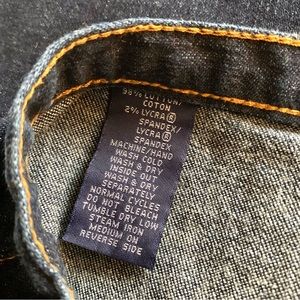 98% COTTON/
COTON
2% LYCRA®
SPANDEX/
LYCRA®
SPANDEX
MACHINE/HAND
WASH COLD
WASH & DRY
INSIDE OUT
WASH & DRY
SEPARATELY
NORMAL CYCLES
DO NOT BLEACH
TUMBLE DRY LOW
STEAM IRON
MEDIUM ON
REVERSE SIDE